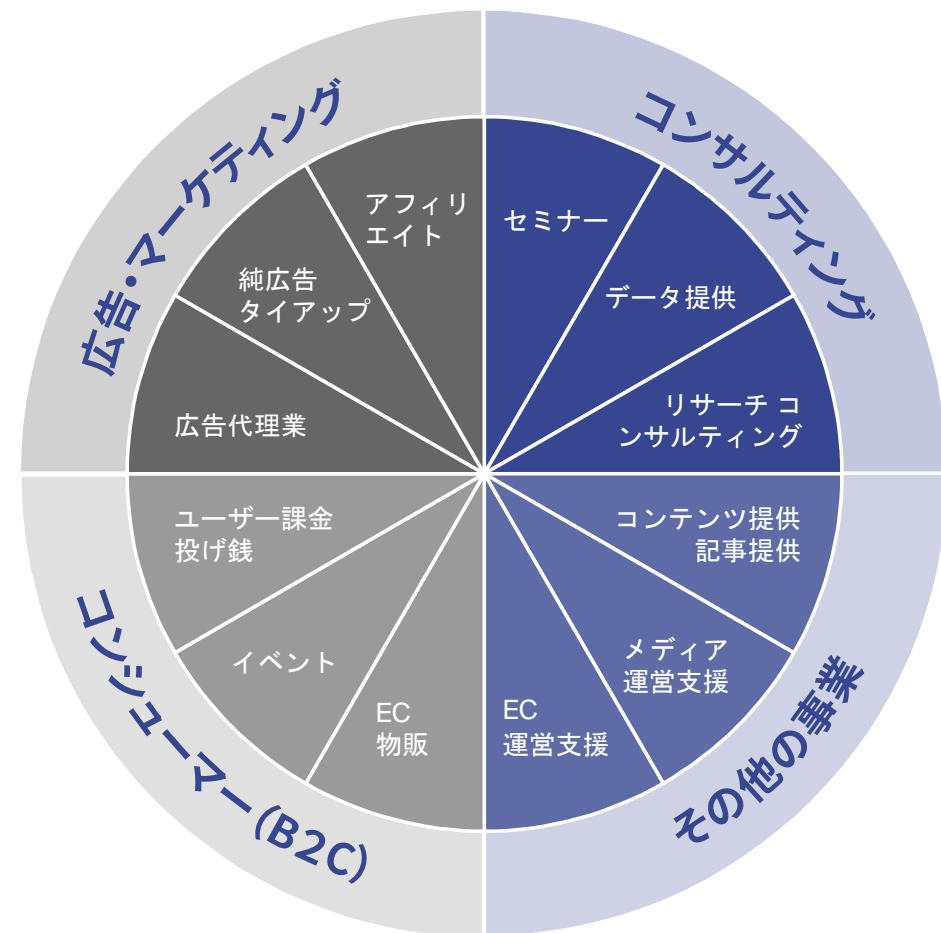 広告・マーケティング
コンサルティング
アフィリ
エイト
セミナー
純広告
タイアップ
データ提供
広告代理業
リサーチ コ
ンサルティング
ユーザー課金
投げ銭
コンテンツ提供
記事提供
イベント
メディア
運営支援
EC
物販
EC
運営支援
コンシューマー(B2C)
その他の事業